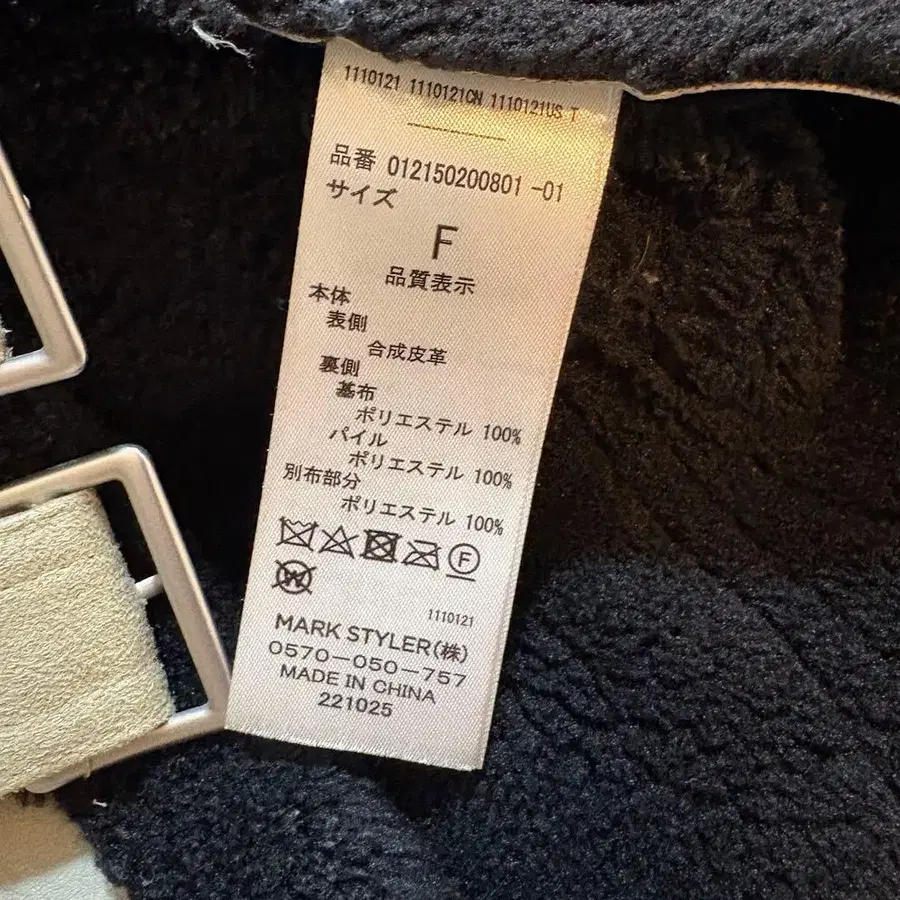 1110121 1110121CN 1110121US T
品番 012150200801 -01
サイズ
F
品質表示
本体
表側
合成皮革
裏側
基布
ポリエステル 100%
パイル
ポリエステル 100%
別布部分
ポリエステル 100%
F
W
1110121
MARK STYLER(株)
0570-050-757
MADE IN CHINA
221025